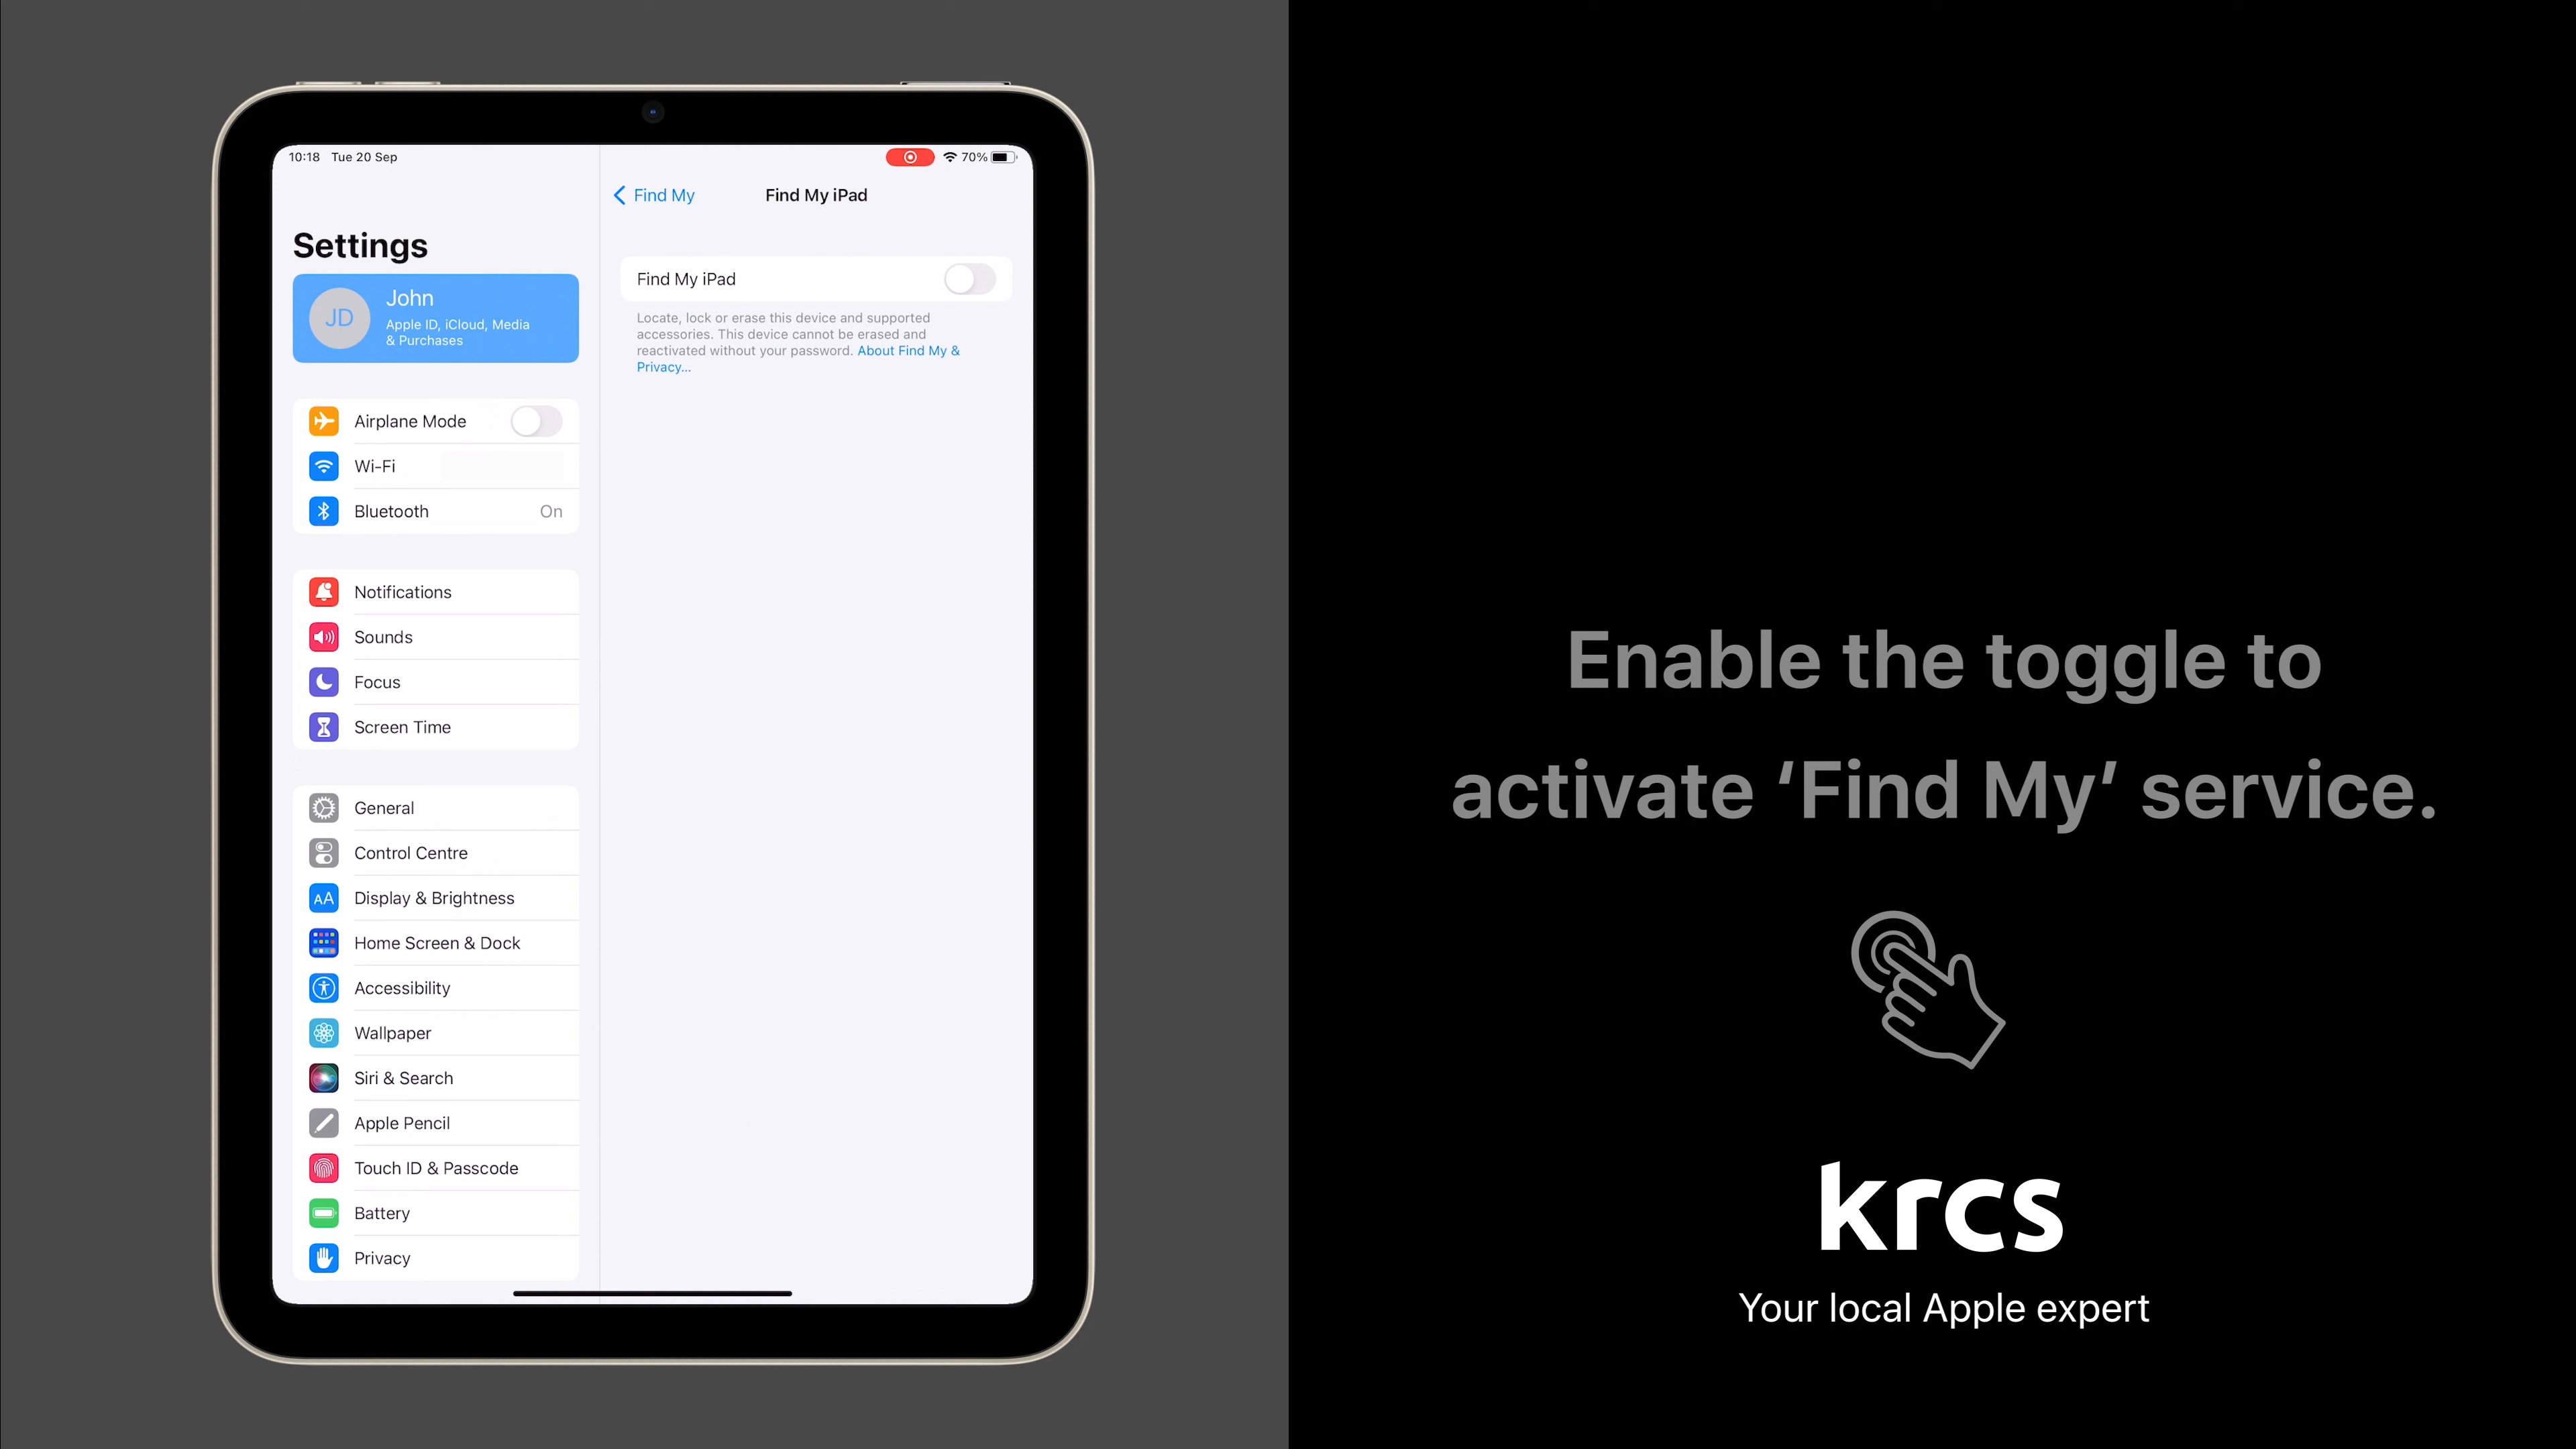 10:18 Tue 20 Sep
70%
Settings
JD
John
Apple ID, iCloud, Media
& Purchases
Airplane Mode
Wi-Fi
Bluetooth On
Notifications
Sounds
Focus
Screen Time
General
Control Centre
AA
Display & Brightness
Home Screen & Dock
Accessibility
Wallpaper
Siri & Search
Apple Pencil
Touch ID & Passcode
Battery
Privacy
Find My
Find My iPad
Find My iPad
Locate, lock or erase this device and supported
accessories. This device cannot be erased and
reactivated without your password. About Find My &
Privacy...
Enable the toggle to
activate ‘Find My’ service.
krcs
Your local Apple expert